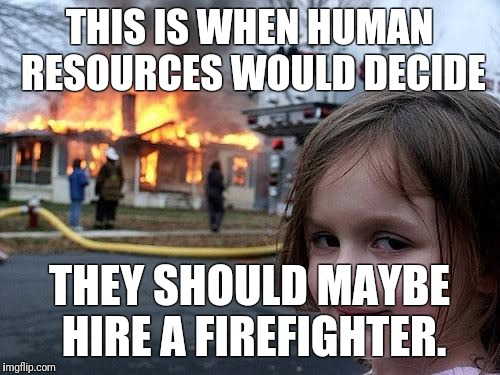 THIS IS WHEN HUMAN
RESOURCES WOULD DECIDE
THEY SHOULD MAYBE
HIRE A FIREFIGHTER.
imgflip.com